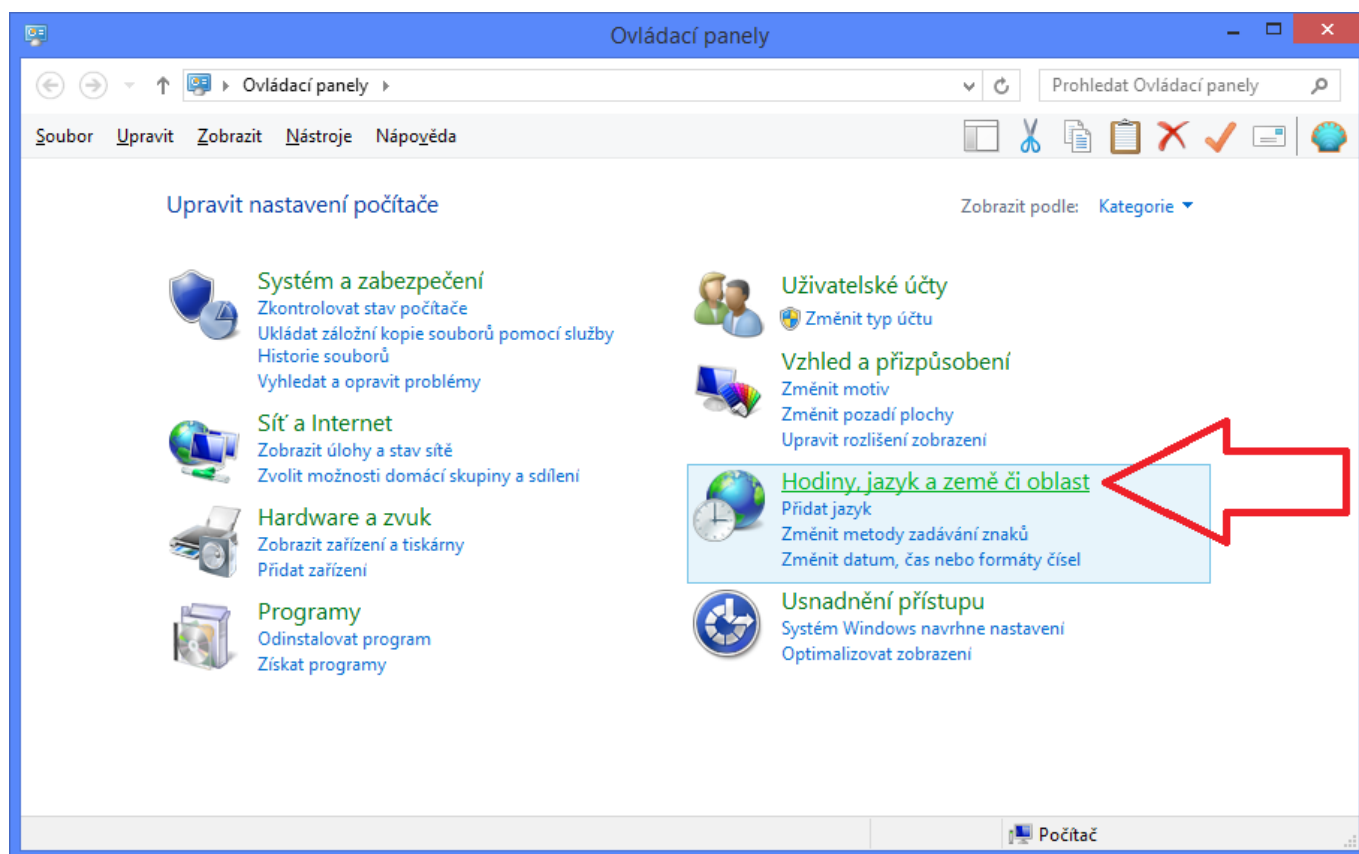 Ovládací panely
Ovládací panely
Prohledat Ovládací panely
Soubor Upravit Zobrazit Nástroje Nápověda
Upravit nastavení počítače
Zobrazit podle: Kategorie
Systém a zabezpečení
Zkontrolovat stav počítače
Ukládat záložní kopie souborů pomocí služby
Historie souborů
Vyhledat a opravit problémy
Síť a Internet
Zobrazit úlohy a stav sítě
Zvolit možnosti domácí skupiny a sdílení
Hardware a zvuk
Zobrazit zařízení a tiskárny
Přidat zařízení
Programy
Odinstalovat program
Získat programy
Uživatelské účty
Změnit typ účtu
Vzhled a přizpůsobení
Změnit motiv
Změnit pozadí plochy
Upravit rozlišení zobrazení
Hodiny, jazyk a země či oblast
Přidat jazyk
Změnit metody zadávání znaků
Změnit datum, čas nebo formáty čísel
Usnadnění přístupu
Systém Windows navrhne nastavení
Optimalizovat zobrazení
Počítač